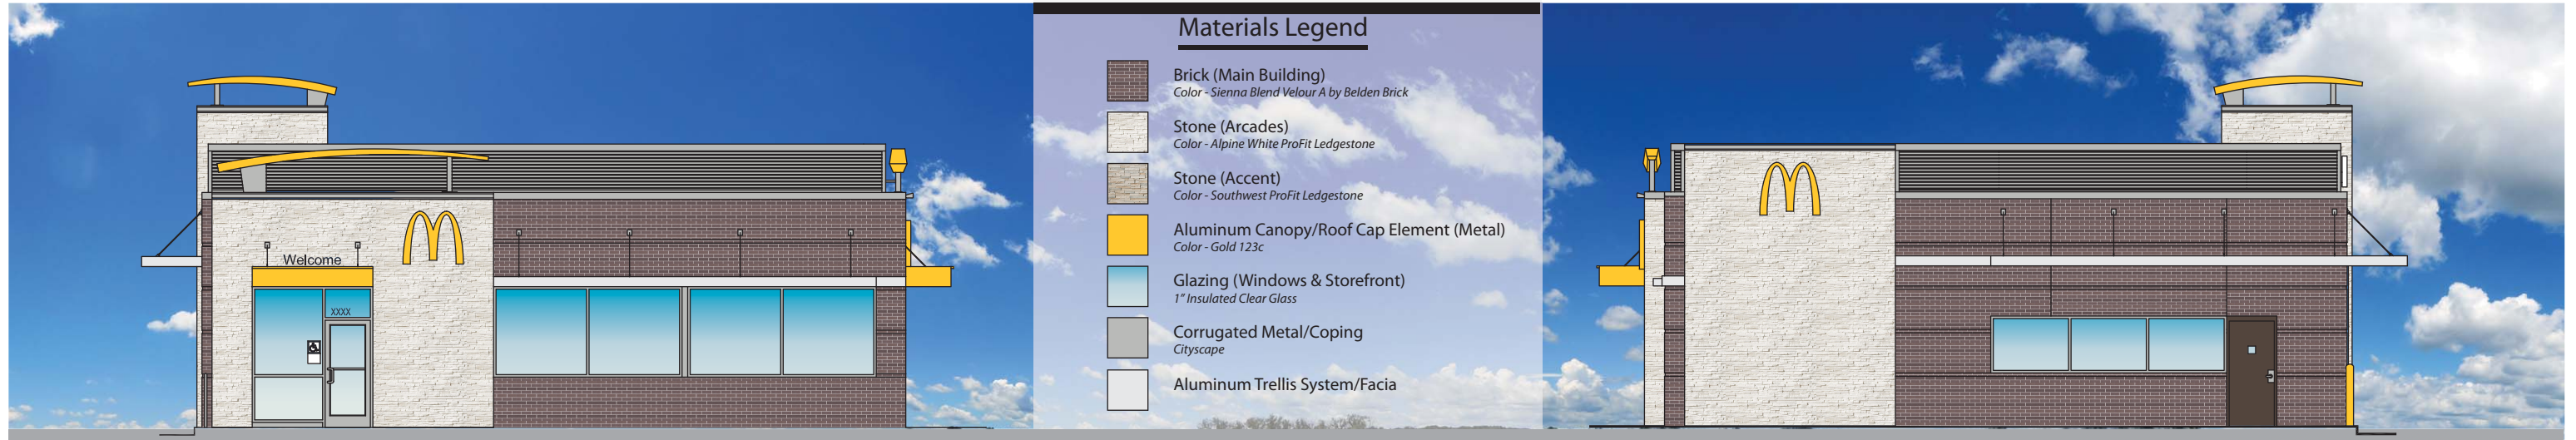 Welcome
XXXX
Materials Legend
Brick (Main Building)
Color - Sienna Blend Velour A by Belden Brick
Stone (Arcades)
Color - Alpine White ProFit Ledgestone
Stone (Accent)
Color - Southwest ProFit Ledgestone
Aluminum Canopy/Roof Cap Element (Metal)
Color - Gold 123c
Glazing (Windows & Storefront)
1” Insulated Clear Glass
Corrugated Metal/Coping
Cityscape
Aluminum Trellis System/Facia